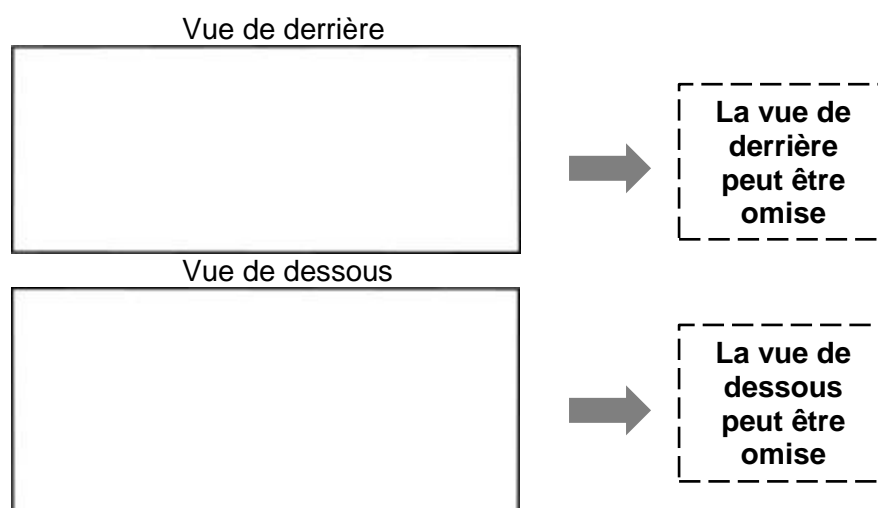 Vue de derrière
La vue de
derrière
peut être
omise
Vue de dessous
La vue de
dessous
peut être
omise